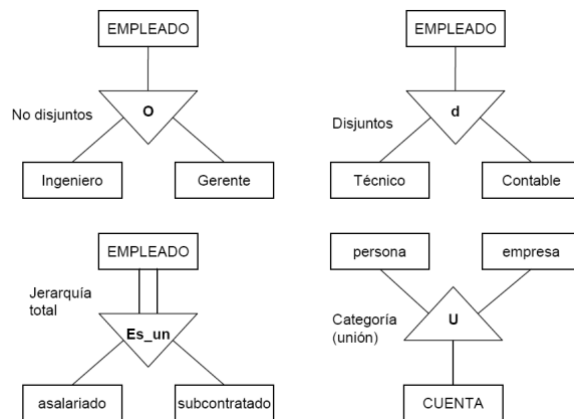 EMPLEADO
No disjuntos
O
Ingeniero
Gerente
EMPLEADO
Disjuntos
d
Técnico
Contable
EMPLEADO
Jerarquía
total
Es_un
asalariado
subcontratado
persona
empresa
Categoría
(unión)
U
CUENTA